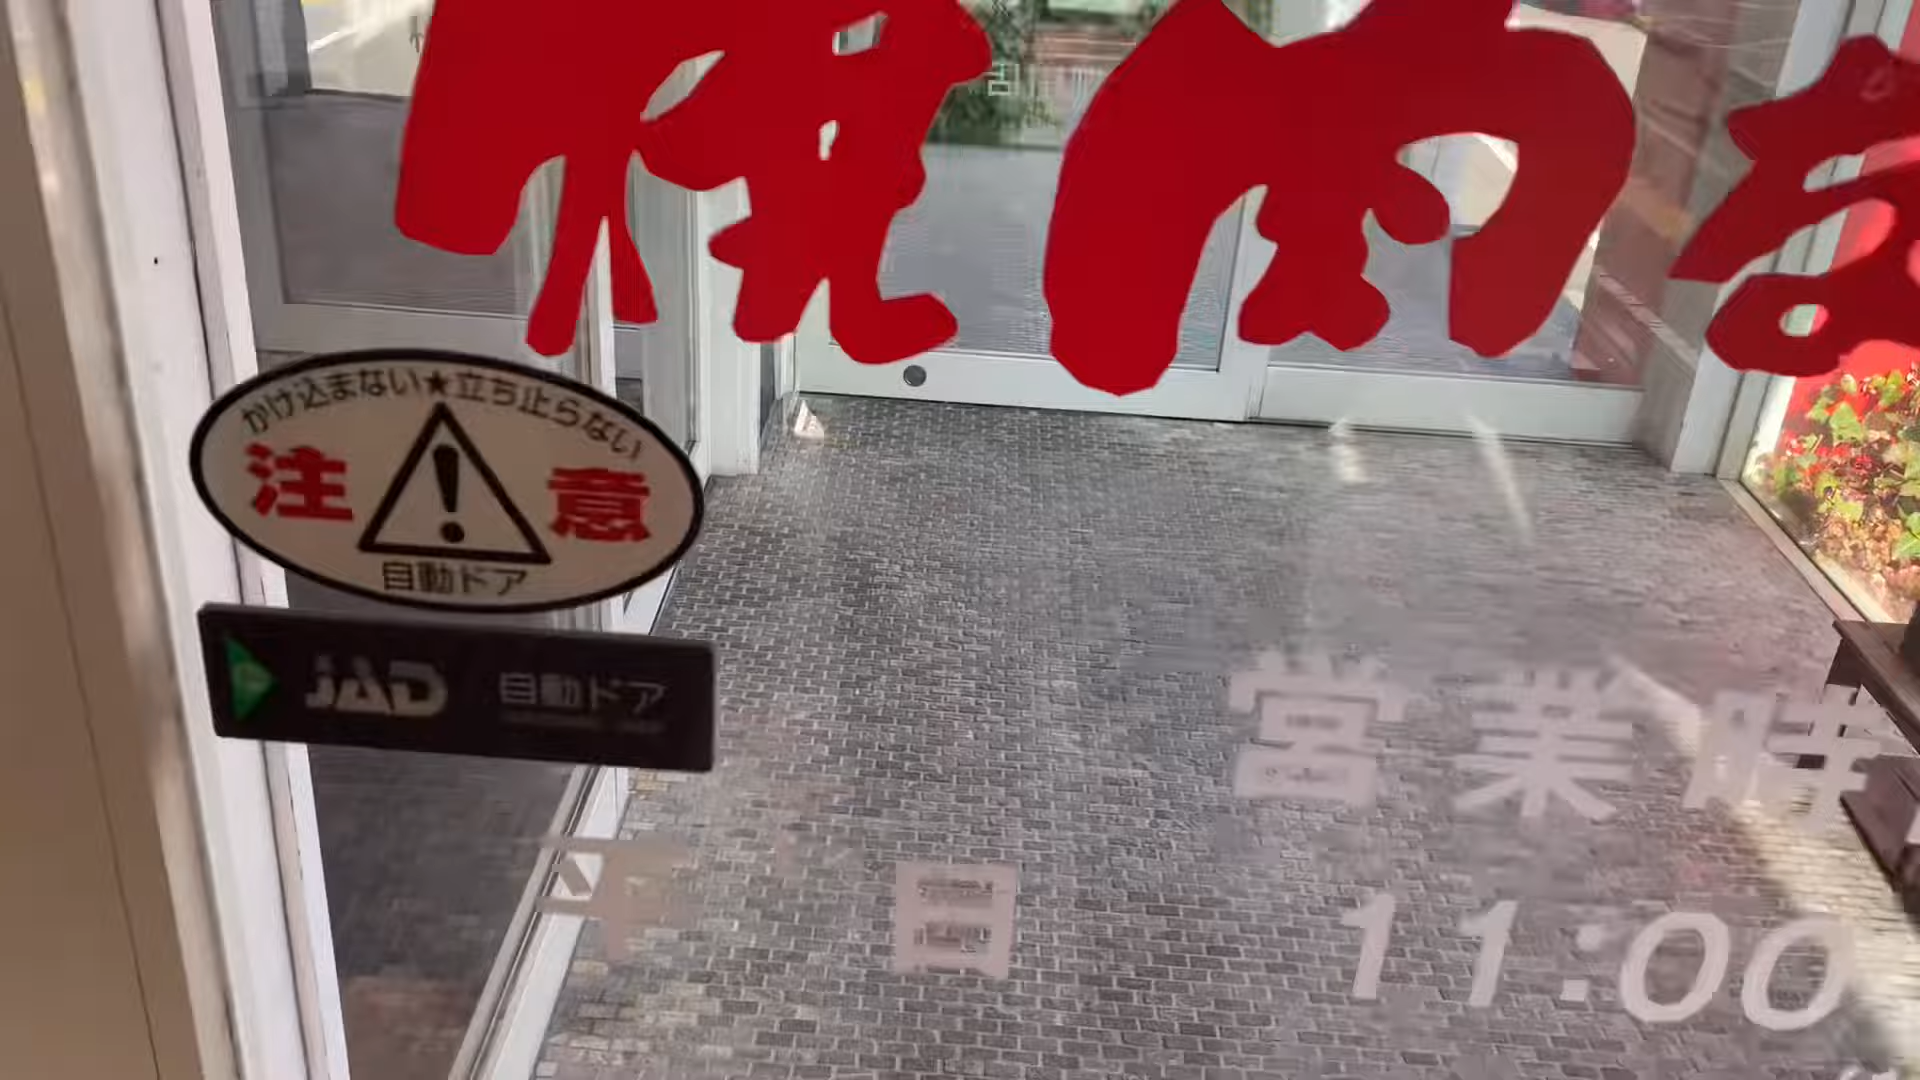 焼肉
かけ込まない★立ち止らない
注意
自動ドア
JAD 自動ドア
営業時
平日 11:00